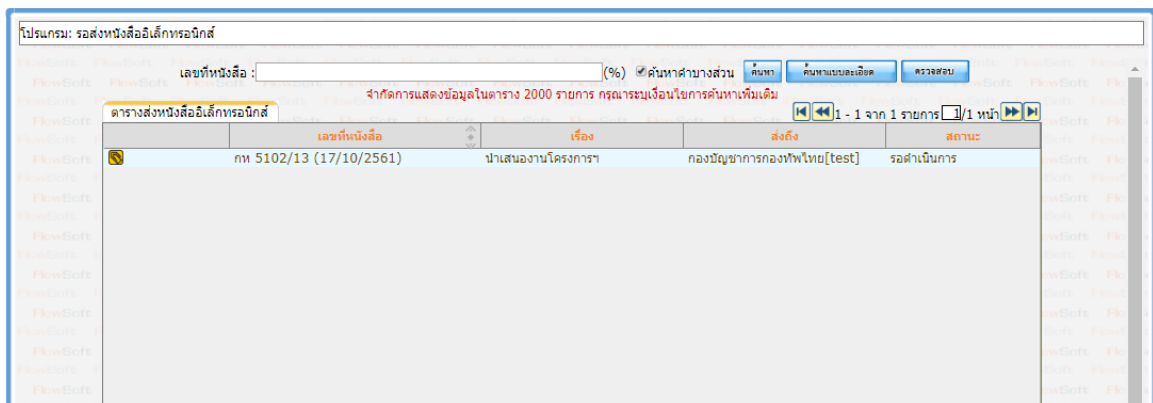 โปรแกรม: รอส่งหนังสืออิเล็กทรอนิกส์
เลขที่หนังสือ : (%) ค้นหาคำบางส่วน ค้นหา ค้นหาแบบละเอียด ตรวจสอบ
จำกัดการแสดงข้อมูลในตาราง 2000 รายการ กรุณาระบุเงื่อนไขการค้นหาเพิ่มเติม
ตารางส่งหนังสืออิเล็กทรอนิกส์ 1 - 1 จาก 1 รายการ 1/1 หน้า
เลขที่หนังสือ เรื่อง ส่งถึง สถานะ
กห 5102/13 (17/10/2561) นำเสนองานโครงการฯ กองบัญชาการกองทัพไทย[test] รอดำเนินการ
FlowSoft